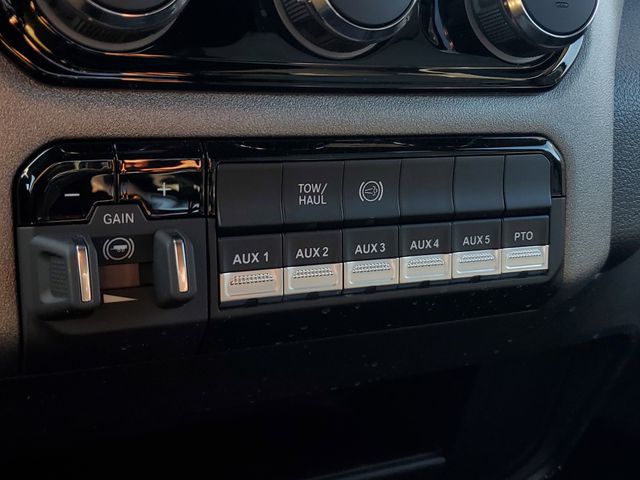 − +
GAIN
TOW/
HAUL
AUX 1 AUX 2 AUX 3 AUX 4 AUX 5 PTO